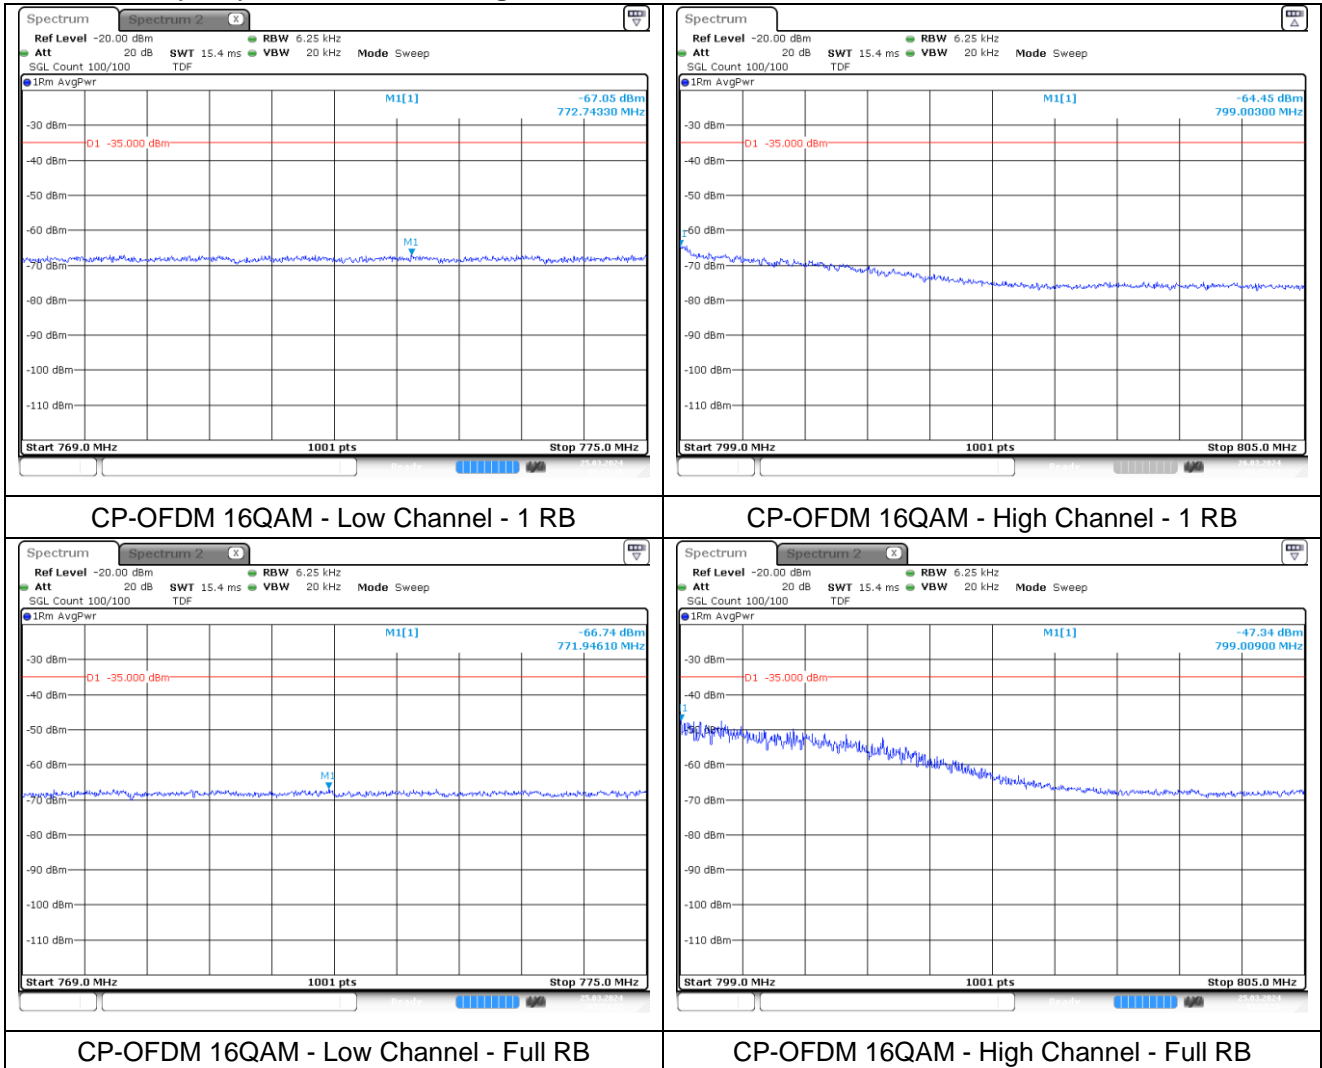 Spectrum Spectrum 2 X
Ref Level -20.00 dBm RBW 6.25 kHz
Att 20 dB SWT 15.4 ms VBW 20 kHz Mode Sweep
SGL Count 100/100 TDF
1Rm AvgPwr
M1[1] -67.05 dBm
772.74330 MHz
-30 dBm
D1 -35.000 dBm
-40 dBm
-50 dBm
-60 dBm
M1
-70 dBm
-80 dBm
-90 dBm
-100 dBm
-110 dBm
Start 769.0 MHz 1001 pts Stop 775.0 MHz
Ready 25.03.2024
CP-OFDM 16QAM - Low Channel - 1 RB
Spectrum
Ref Level -20.00 dBm RBW 6.25 kHz
Att 20 dB SWT 15.4 ms VBW 20 kHz Mode Sweep
SGL Count 100/100 TDF
1Rm AvgPwr
M1[1] -64.45 dBm
799.00300 MHz
-30 dBm
D1 -35.000 dBm
-40 dBm
-50 dBm
-60 dBm
-70 dBm
-80 dBm
-90 dBm
-100 dBm
-110 dBm
Start 799.0 MHz 1001 pts Stop 805.0 MHz
CP-OFDM 16QAM - High Channel - 1 RB
Spectrum Spectrum 2 X
Ref Level -20.00 dBm RBW 6.25 kHz
Att 20 dB SWT 15.4 ms VBW 20 kHz Mode Sweep
SGL Count 100/100 TDF
1Rm AvgPwr
M1[1] -66.74 dBm
771.94610 MHz
-30 dBm
D1 -35.000 dBm
-40 dBm
-50 dBm
-60 dBm
M1
-70 dBm
-80 dBm
-90 dBm
-100 dBm
-110 dBm
Start 769.0 MHz 1001 pts Stop 775.0 MHz
Ready 25.03.2024
CP-OFDM 16QAM - Low Channel - Full RB
Spectrum Spectrum 2 X
Ref Level -20.00 dBm RBW 6.25 kHz
Att 20 dB SWT 15.4 ms VBW 20 kHz Mode Sweep
SGL Count 100/100 TDF
1Rm AvgPwr
M1[1] -47.34 dBm
799.00900 MHz
-30 dBm
D1 -35.000 dBm
-40 dBm
-50 dBm
-60 dBm
-70 dBm
-80 dBm
-90 dBm
-100 dBm
-110 dBm
Start 799.0 MHz 1001 pts Stop 805.0 MHz
Ready 25.03.2024
CP-OFDM 16QAM - High Channel - Full RB